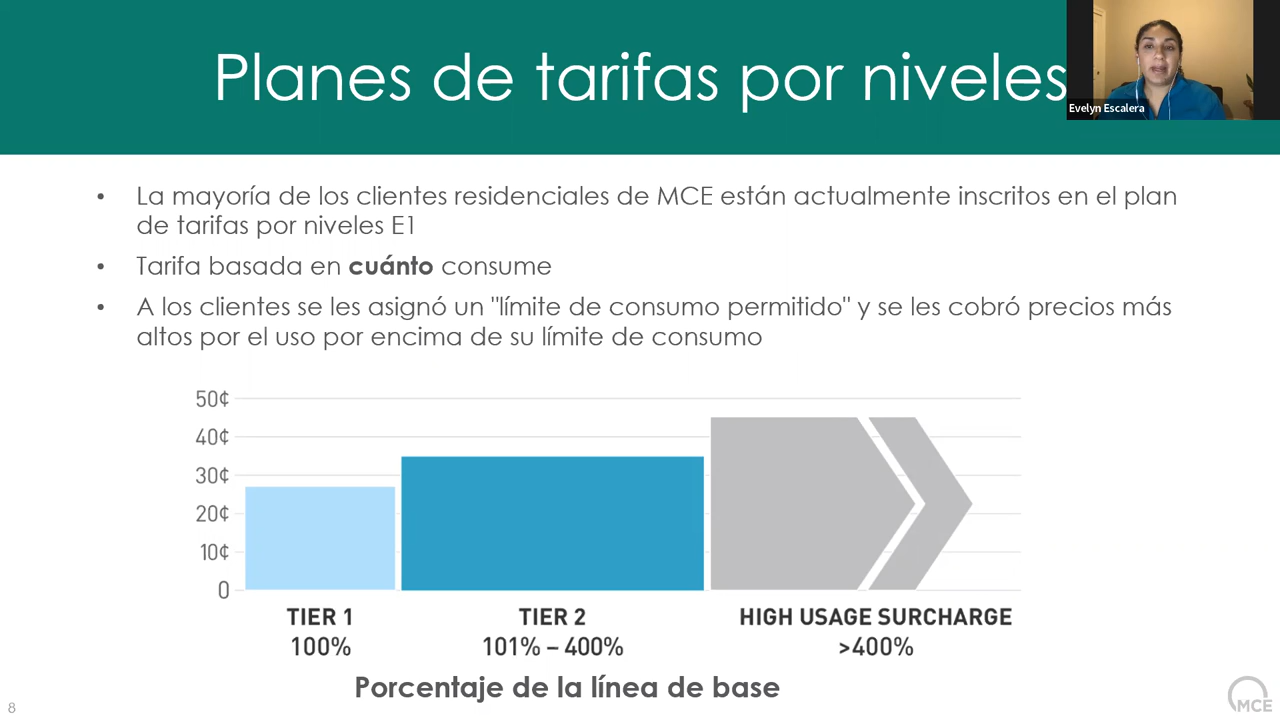 Planes de tarifas por niveles
Evelyn Escalera
• La mayoría de los clientes residenciales de MCE están actualmente inscritos en el plan
de tarifas por niveles E1
• Tarifa basada en cuánto consume
• A los clientes se les asignó un "límite de consumo permitido" y se les cobró precios más
altos por el uso por encima de su límite de consumo
50¢
40¢
30¢
20¢
10¢
0
TIER 1
100%
TIER 2
101% – 400%
HIGH USAGE SURCHARGE
>400%
Porcentaje de la línea de base
8
MCE